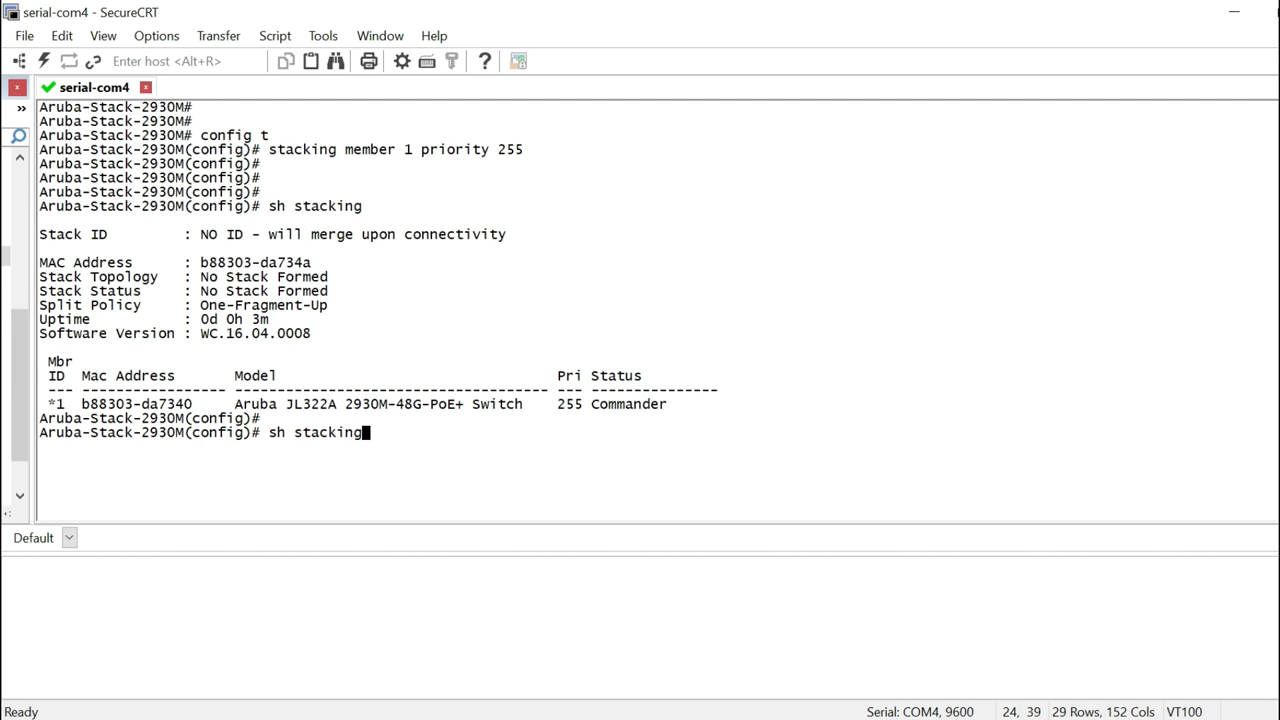 serial-com4 - SecureCRT
File Edit View Options Transfer Script Tools Window Help
Enter host <Alt+R>
serial-com4
Aruba-Stack-2930M#
Aruba-Stack-2930M#
Aruba-Stack-2930M# config t
Aruba-Stack-2930M(config)# stacking member 1 priority 255
Aruba-Stack-2930M(config)#
Aruba-Stack-2930M(config)#
Aruba-Stack-2930M(config)#
Aruba-Stack-2930M(config)# sh stacking
Stack ID : NO ID - will merge upon connectivity
MAC Address : b88303-da734a
Stack Topology : No Stack Formed
Stack Status : No Stack Formed
Split Policy : One-Fragment-Up
Uptime : 0d 0h 3m
Software Version : WC.16.04.0008
Mbr
ID Mac Address Model Pri Status
--- ----------------- ------------------------------------- --- ---------------
*1 b88303-da7340 Aruba JL322A 2930M-48G-PoE+ Switch 255 Commander
Aruba-Stack-2930M(config)#
Aruba-Stack-2930M(config)# sh stacking
Default
Ready Serial: COM4, 9600 24, 39 29 Rows, 152 Cols VT100